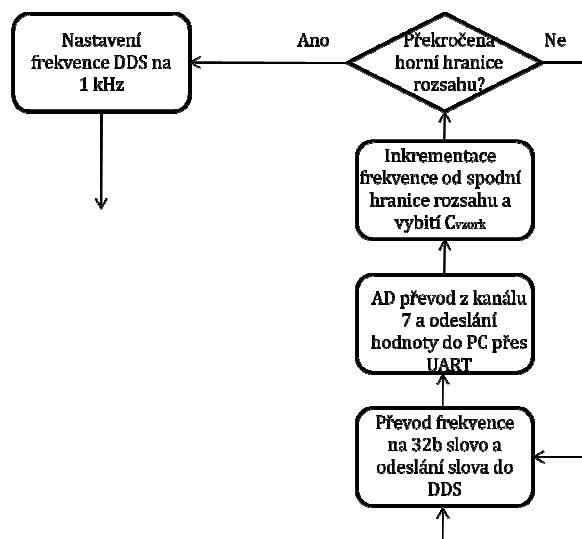 Nastavení
frekvence DDS na
1 kHz
Ano
Překročena
horní hranice
rozsahu?
Ne
Inkrementace
frekvence od spodní
hranice rozsahu a
vybití Cvzork
AD převod z kanálu
7 a odeslání
hodnoty do PC přes
UART
Převod frekvence
na 32b slovo a
odeslání slova do
DDS